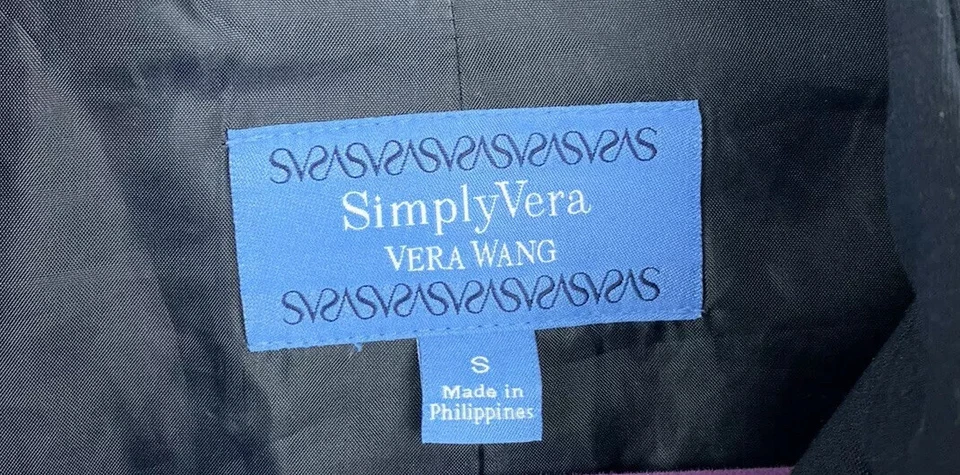 SimplyVera
VERA WANG
S
Made in
Philippines